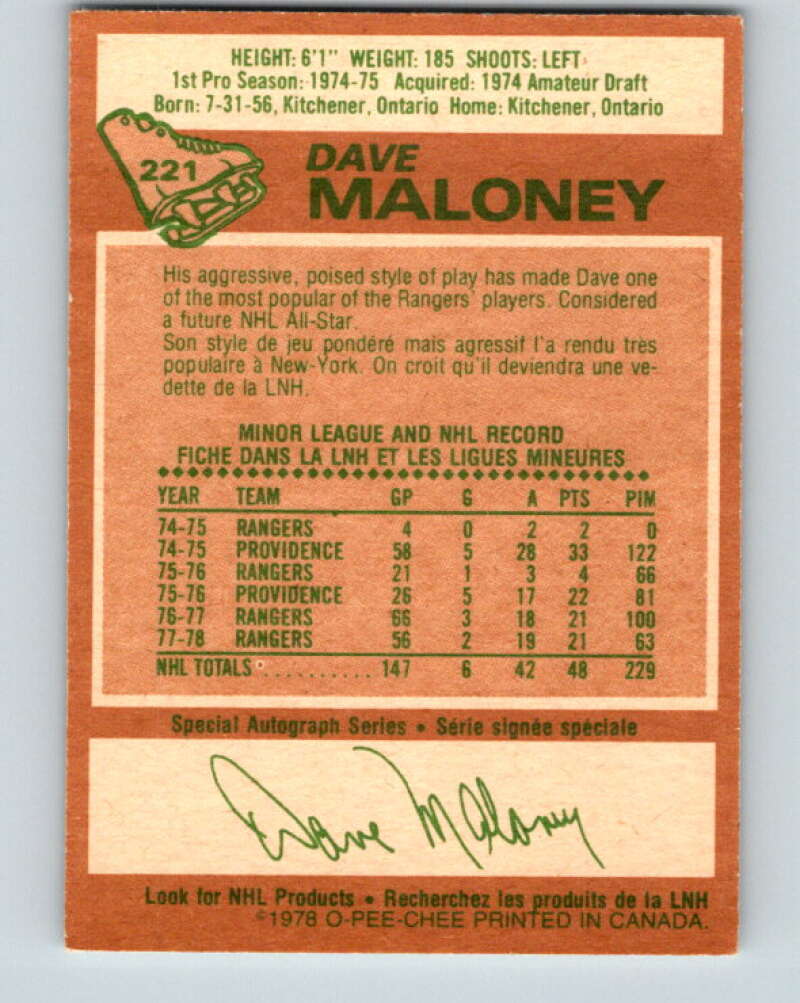 HEIGHT: 6'1" WEIGHT: 185 SHOOTS: LEFT
1st Pro Season: 1974-75 Acquired: 1974 Amateur Draft
Born: 7-31-56, Kitchener, Ontario Home: Kitchener, Ontario
221
DAVE
MALONEY
His aggressive, poised style of play has made Dave one
of the most popular of the Rangers' players. Considered
a future NHL All-Star.
Son style de jeu pondéré mais agressif l'a rendu tres
populaire à New-York. On croit qu'il deviendra une ve-
dette de la LNH.
MINOR LEAGUE AND NHL RECORD
FICHE DANS LA LNH ET LES LIGUES MINEURES
YEAR TEAM GP G A PTS PIM
74-75 RANGERS 4 0 2 2 0
74-75 PROVIDENCE 58 5 28 33 122
75-76 RANGERS 21 1 3 4 66
75-76 PROVIDENCE 26 5 17 22 81
76-77 RANGERS 66 3 18 21 100
77-78 RANGERS 56 2 19 21 63
NHL TOTALS .......... 147 6 42 48 229
Special Autograph Series • Série signée spéciale
Dave Maloney
Look for NHL Products • Recherchez les produits de la LNH
©1978 O-PEE-CHEE PRINTED IN CANADA.